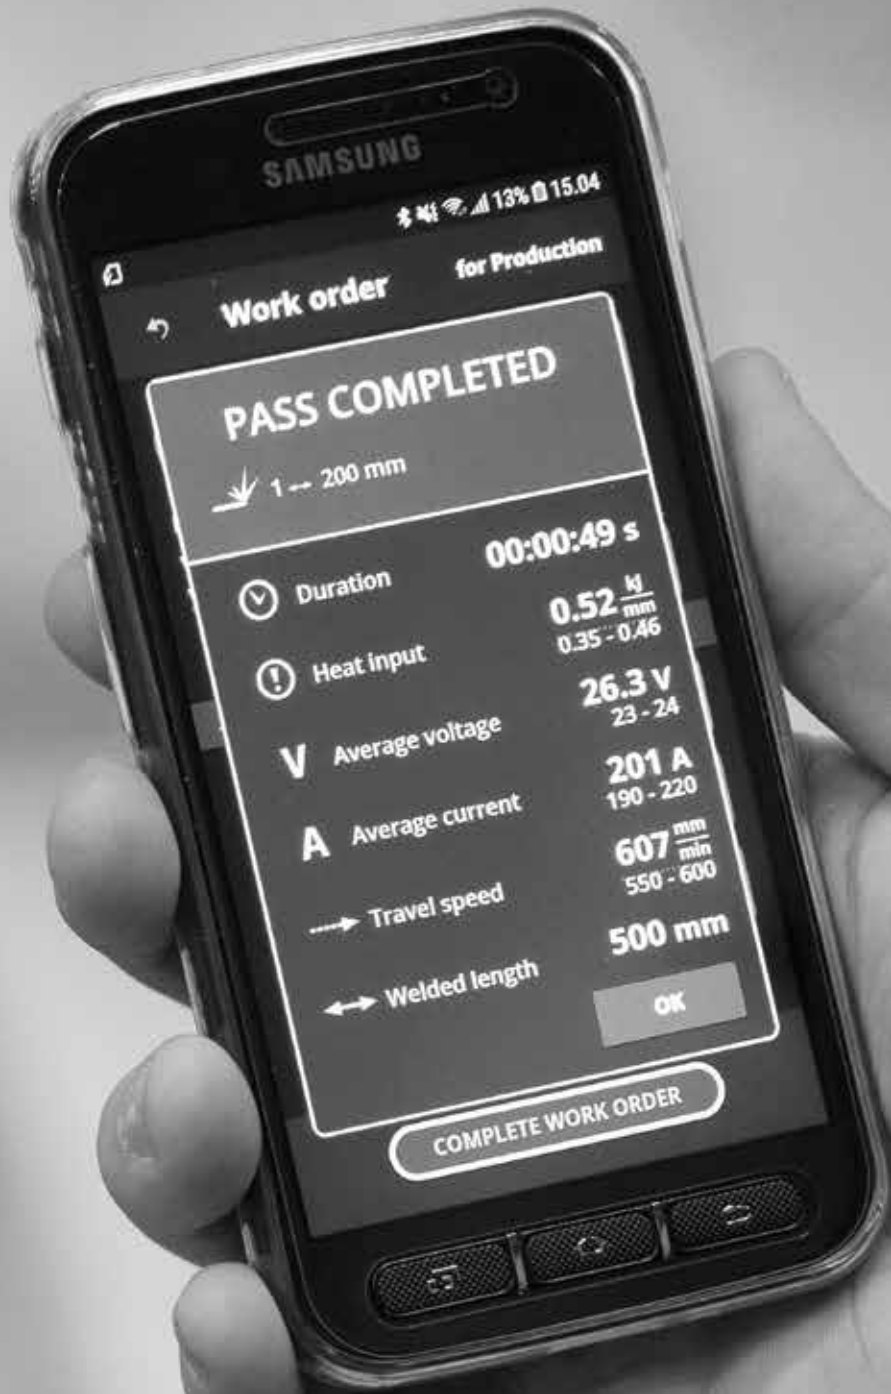 SAMSUNG
13% 15.04
Work order for Production
PASS COMPLETED
1 ↔ 200 mm
Duration 00:00:49 s
Heat input 0.52 kJ/mm
0.35 - 0.46
V Average voltage 26.3 V
23 - 24
A Average current 201 A
190 - 220
Travel speed 607 mm/min
550 - 600
Welded length 500 mm
OK
COMPLETE WORK ORDER